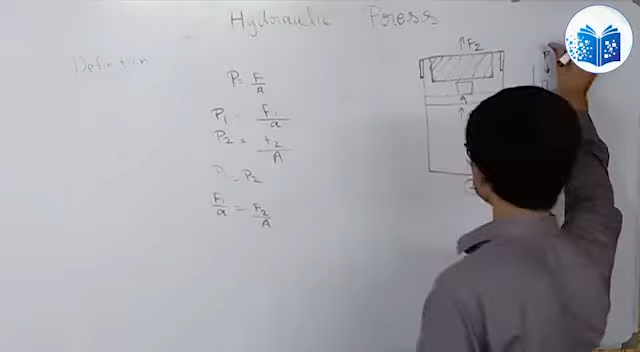 Hydraulic Press
Definition
P = F/A
P1 = F1/a
P2 = F2/A
P1 = P2
F1/a = F2/A
↑F2
A
↑
F
↓